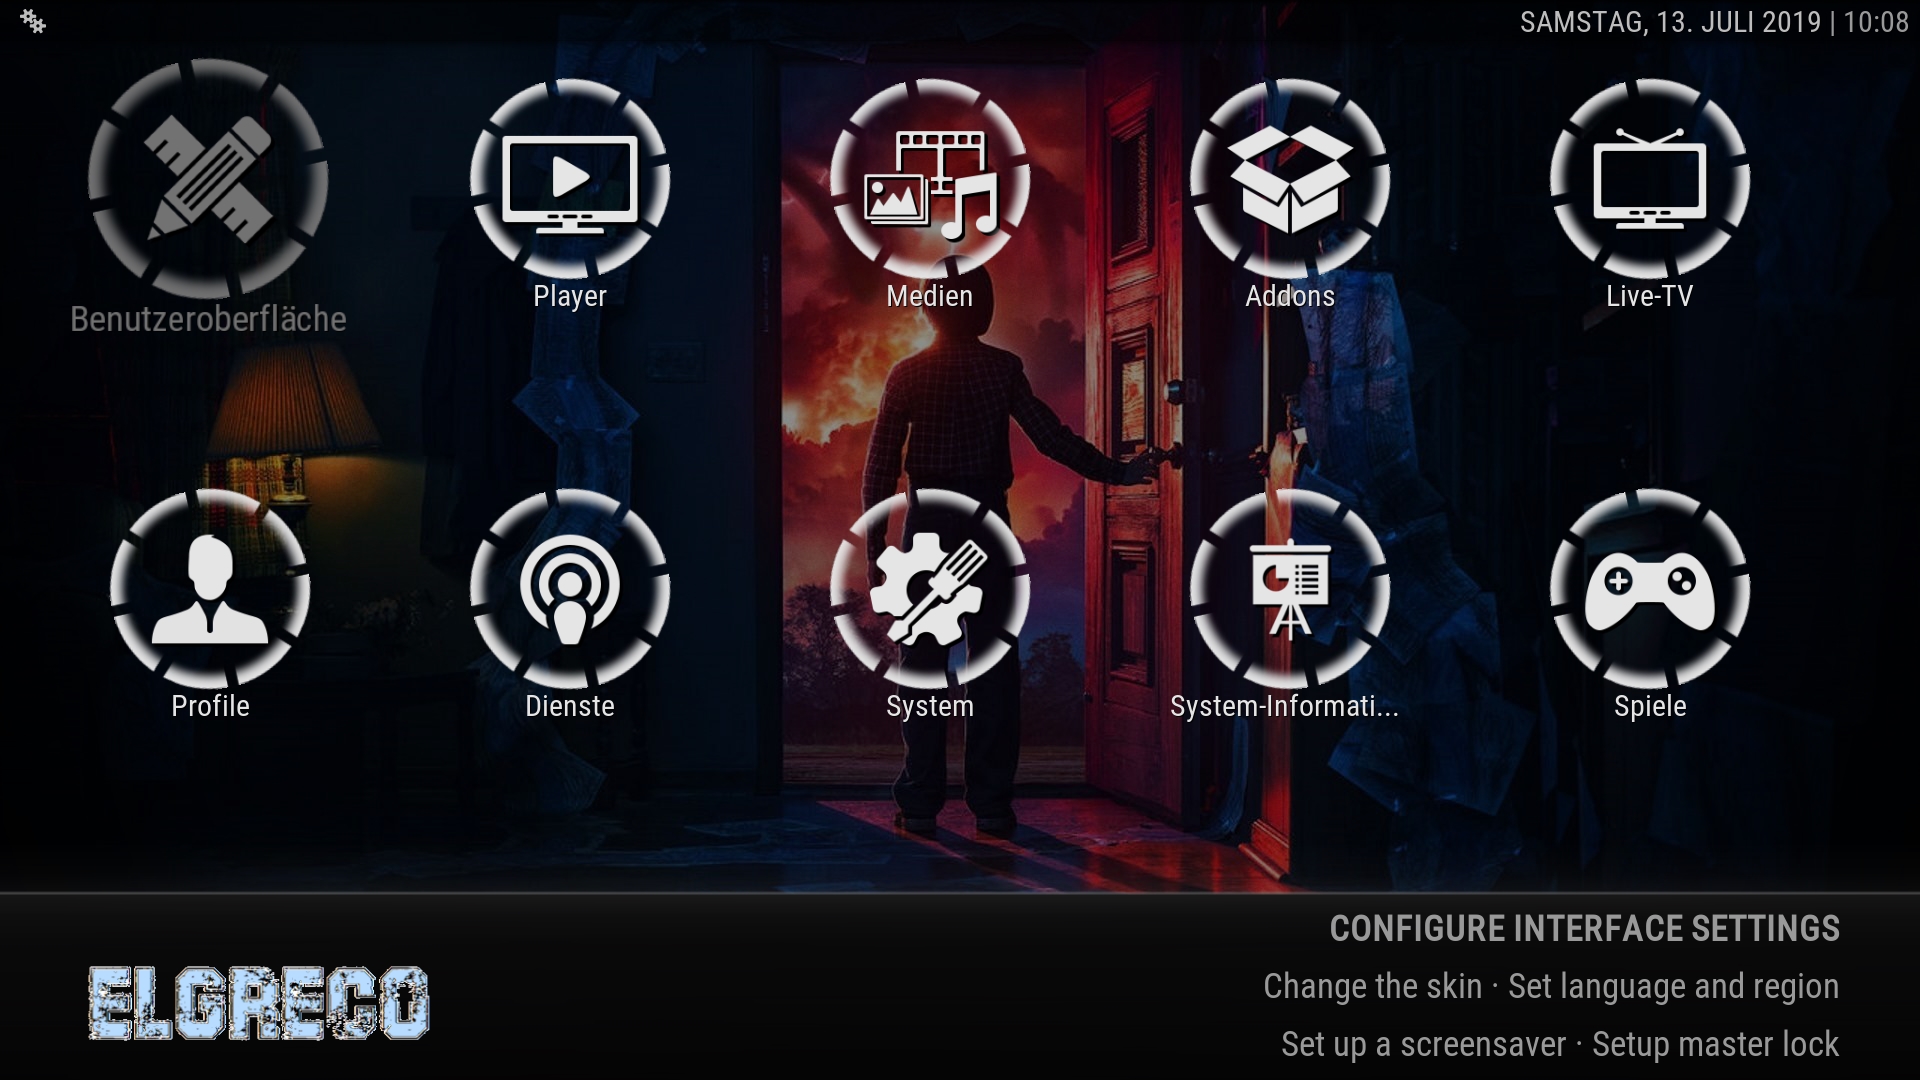 SAMSTAG, 13. JULI 2019 | 10:08
Benutzeroberfläche
Player
Medien
Addons
Live-TV
Profile
Dienste
System
System-Informati...
Spiele
CONFIGURE INTERFACE SETTINGS
Change the skin · Set language and region
Set up a screensaver · Setup master lock
ELGRECO